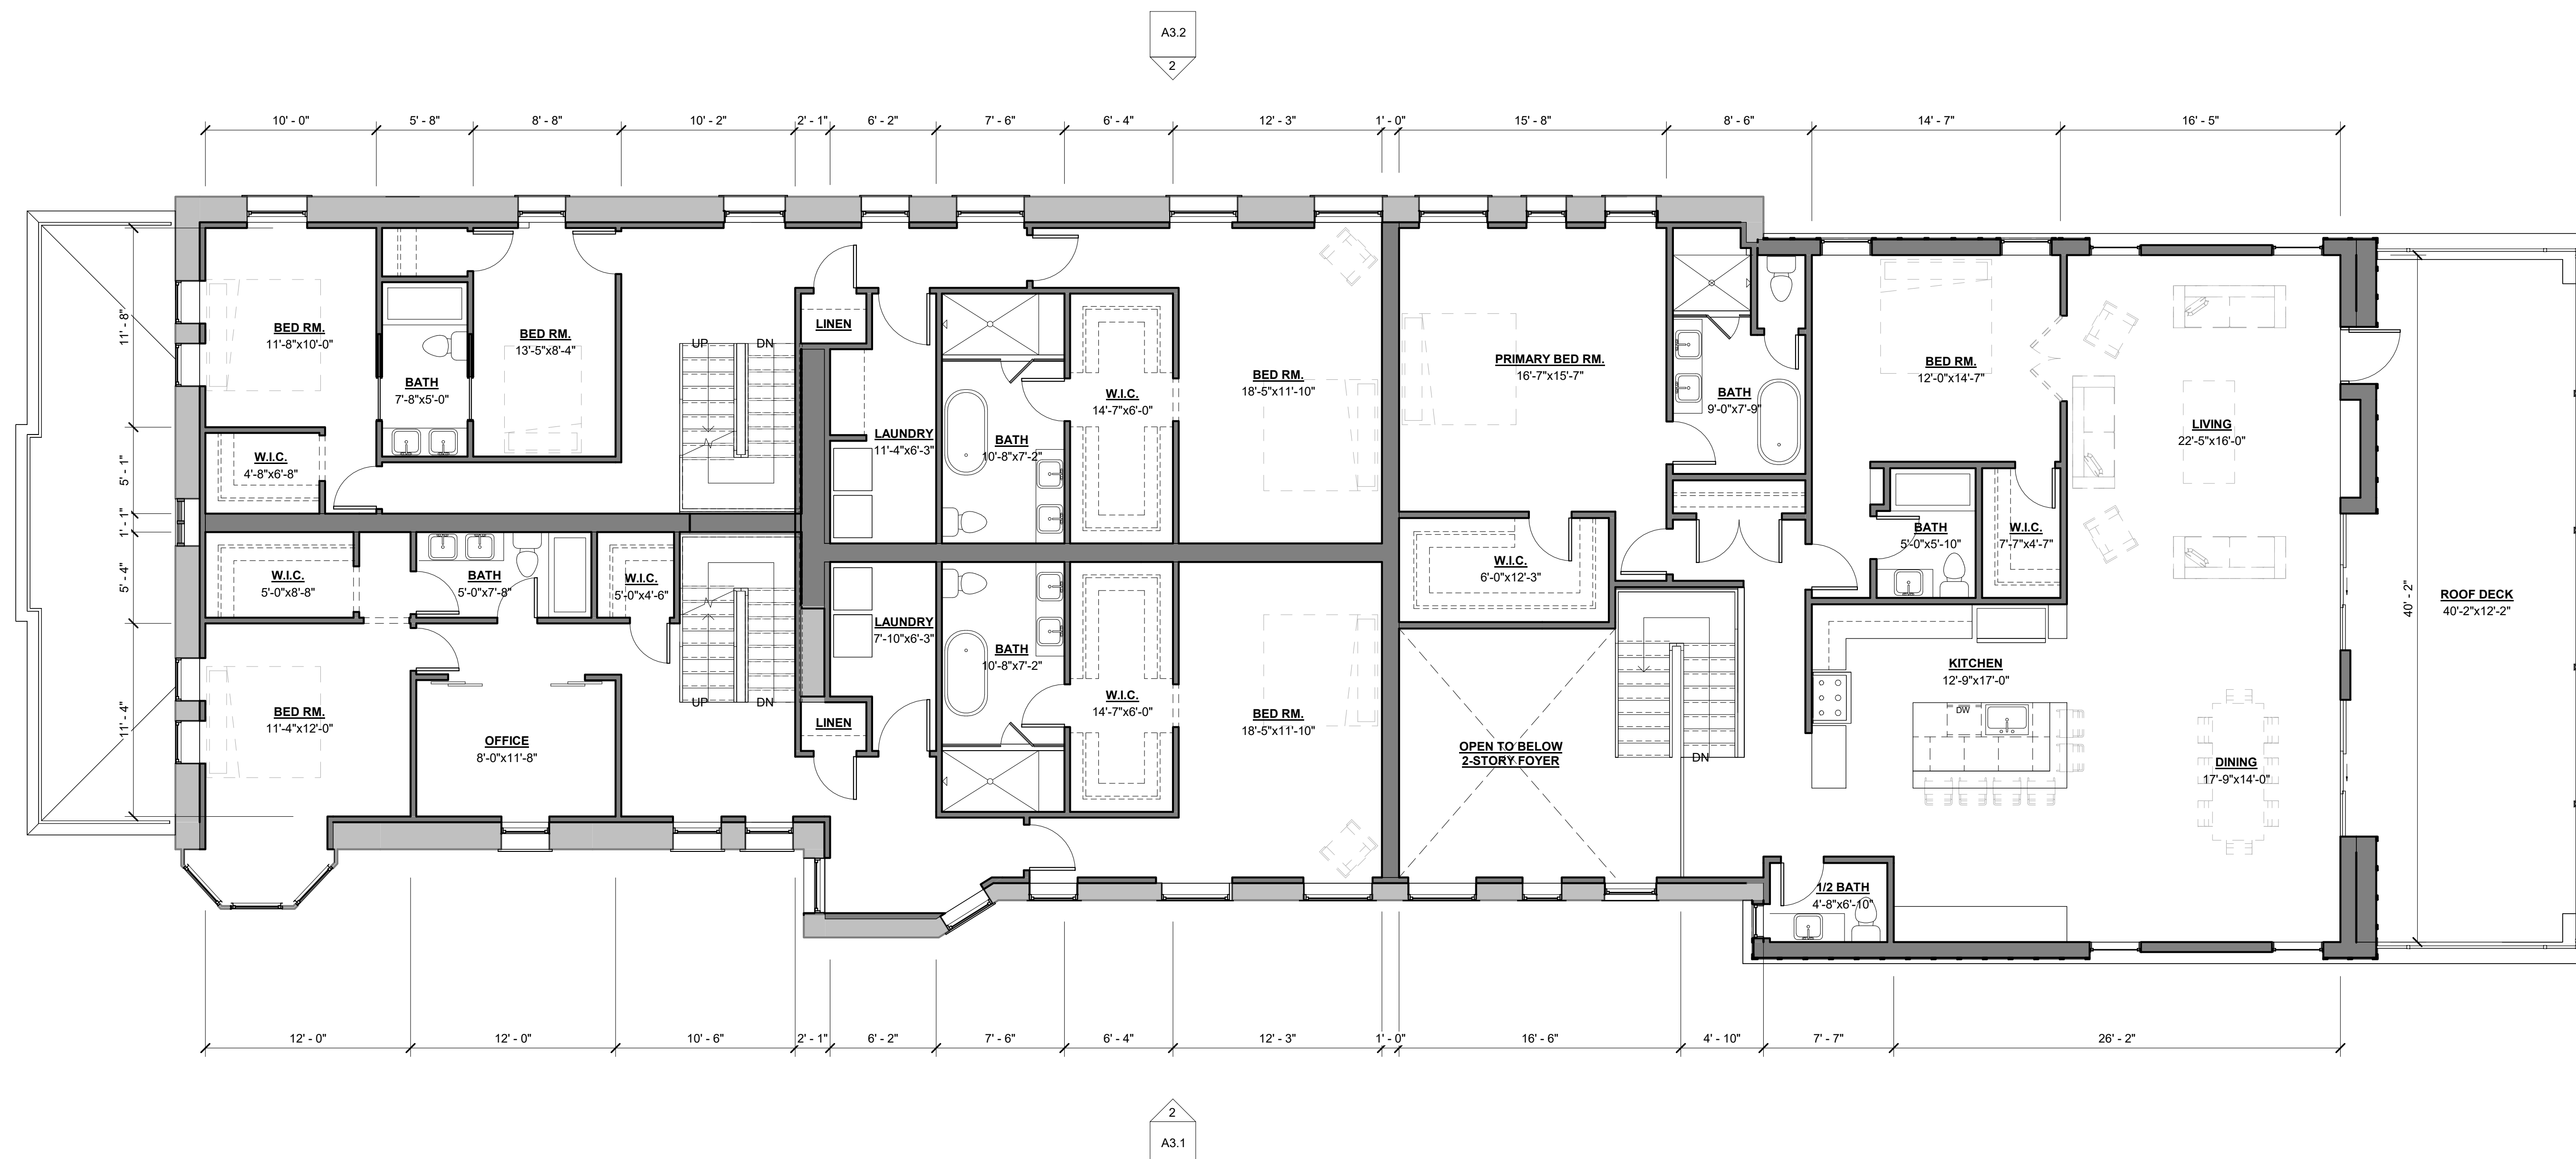 A3.2
2
10' - 0"
5' - 8"
8' - 8"
10' - 2"
2' - 1"
6' - 2"
7' - 6"
6' - 4"
12' - 3"
1' - 0"
15' - 8"
8' - 6"
14' - 7"
16' - 5"
11' - 8"
5' - 1"
1' - 1"
5' - 4"
11' - 4"
BED RM.
11'-8"x10'-0"
BATH
7'-8"x5'-0"
BED RM.
13'-5"x8'-4"
W.I.C.
4'-8"x6'-8"
UP
DN
LINEN
LAUNDRY
11'-4"x6'-3"
BATH
10'-8"x7'-2"
W.I.C.
14'-7"x6'-0"
BED RM.
18'-5"x11'-10"
PRIMARY BED RM.
16'-7"x15'-7"
BATH
9'-0"x7'-9"
BED RM.
12'-0"x14'-7"
LIVING
22'-5"x16'-0"
W.I.C.
5'-0"x8'-8"
BATH
5'-0"x7'-8"
W.I.C.
5'-0"x4'-6"
LAUNDRY
7'-10"x6'-3"
BATH
10'-8"x7'-2"
W.I.C.
14'-7"x6'-0"
BED RM.
18'-5"x11'-10"
W.I.C.
6'-0"x12'-3"
BATH
5'-0"x5'-10"
W.I.C.
7'-7"x4'-7"
40' - 2"
ROOF DECK
40'-2"x12'-2"
BED RM.
11'-4"x12'-0"
OFFICE
8'-0"x11'-8"
UP
DN
LINEN
OPEN TO BELOW
2-STORY FOYER
DN
KITCHEN
12'-9"x17'-0"
DW
DINING
17'-9"x14'-0"
1/2 BATH
4'-8"x6'-10"
12' - 0"
12' - 0"
10' - 6"
2' - 1"
6' - 2"
7' - 6"
6' - 4"
12' - 3"
1' - 0"
16' - 6"
4' - 10"
7' - 7"
26' - 2"
2
A3.1